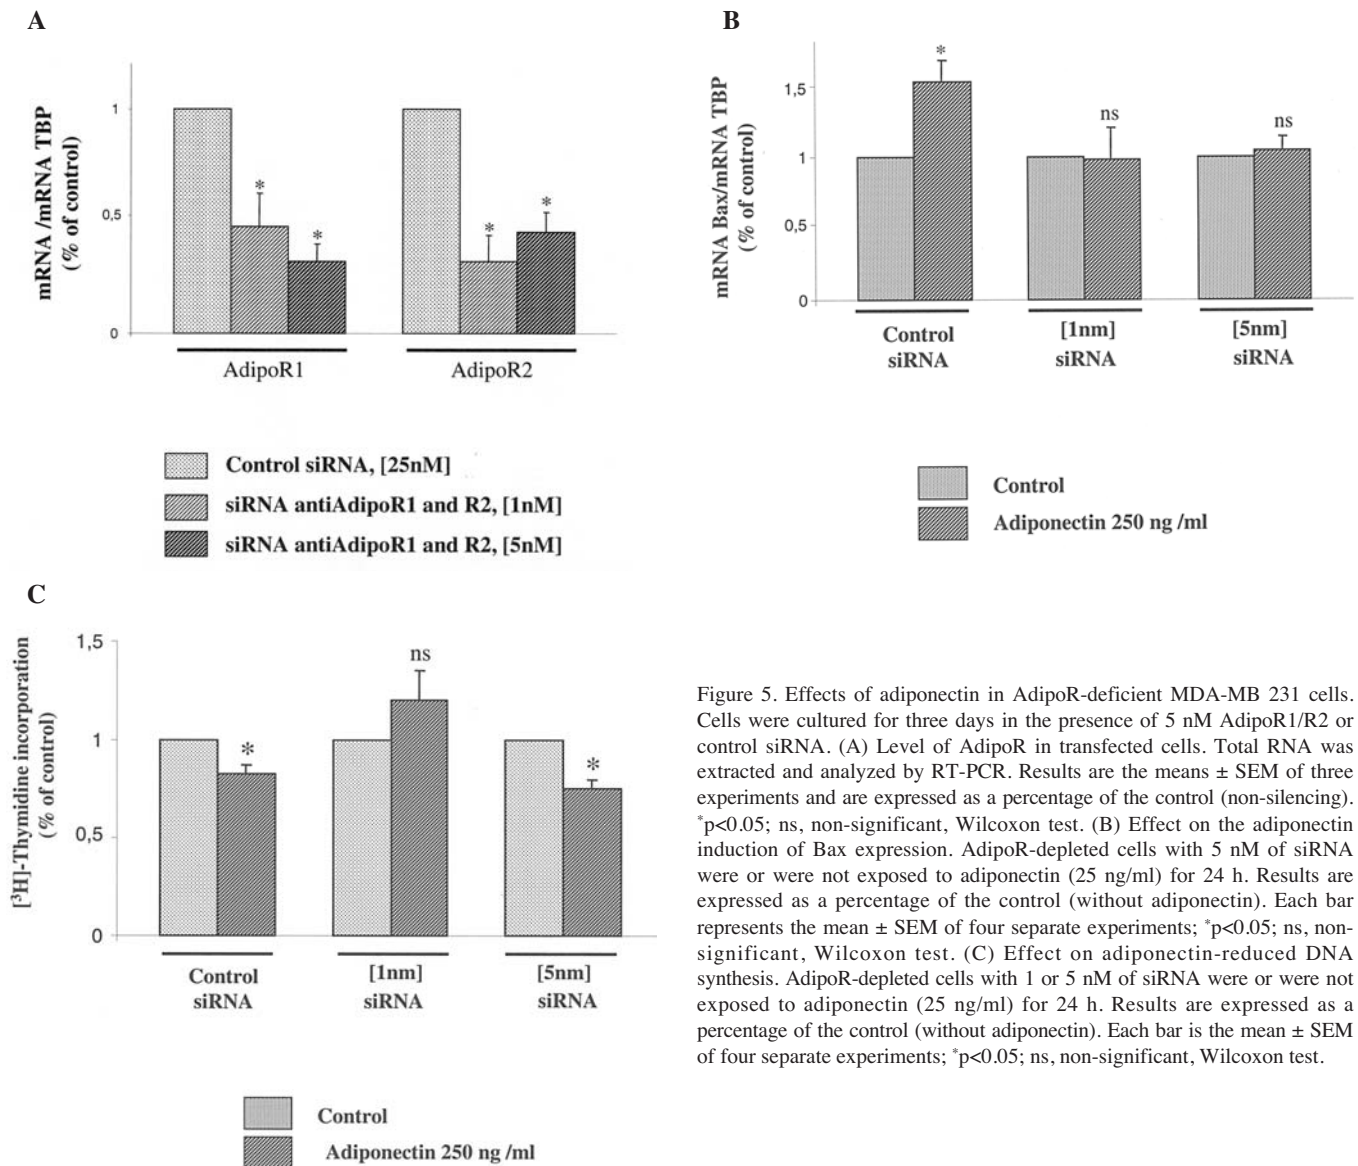 A
mRNA /mRNA TBP
(% of control)
1
0,5
0
*
*
*
*
AdipoR1
AdipoR2
Control siRNA, [25nM]
siRNA antiAdipoR1 and R2, [1nM]
siRNA antiAdipoR1 and R2, [5nM]
B
mRNA Bax/mRNA TBP
(% of control)
1,5
1
0,5
0
*
ns
ns
Control
siRNA
[1nm]
siRNA
[5nm]
siRNA
Control
Adiponectin 250 ng /ml
C
[³H]-Thymidine incorporation
(% of control)
1,5
1
0,5
0
*
ns
*
Control
siRNA
[1nm]
siRNA
[5nm]
siRNA
Control
Adiponectin 250 ng /ml
Figure 5. Effects of adiponectin in AdipoR-deficient MDA-MB 231 cells.
Cells were cultured for three days in the presence of 5 nM AdipoR1/R2 or
control siRNA. (A) Level of AdipoR in transfected cells. Total RNA was
extracted and analyzed by RT-PCR. Results are the means ± SEM of three
experiments and are expressed as a percentage of the control (non-silencing).
*p<0.05; ns, non-significant, Wilcoxon test. (B) Effect on the adiponectin
induction of Bax expression. AdipoR-depleted cells with 5 nM of siRNA
were or were not exposed to adiponectin (25 ng/ml) for 24 h. Results are
expressed as a percentage of the control (without adiponectin). Each bar
represents the mean ± SEM of four separate experiments; *p<0.05; ns, non-
significant, Wilcoxon test. (C) Effect on adiponectin-reduced DNA
synthesis. AdipoR-depleted cells with 1 or 5 nM of siRNA were or were not
exposed to adiponectin (25 ng/ml) for 24 h. Results are expressed as a
percentage of the control (without adiponectin). Each bar is the mean ± SEM
of four separate experiments; *p<0.05; ns, non-significant, Wilcoxon test.